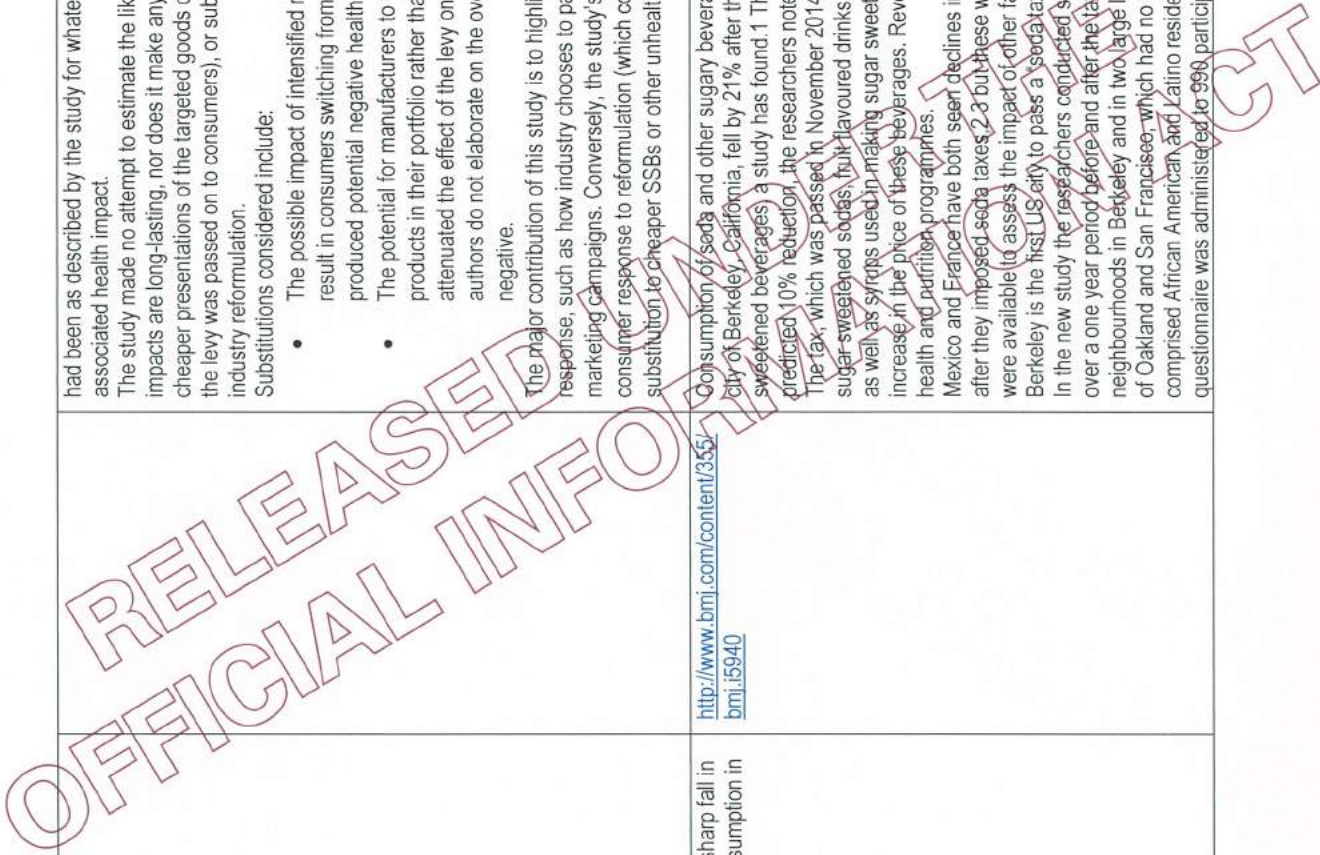 had been as described by the study for whate
associated health impact.
The study made no attempt to estimate the lik
impacts are long-lasting, nor does it make any
cheaper presentations of the targeted goods
the levy was passed on to consumers), or sub
industry reformulation.
Substitutions considered include:
• The possible impact of intensified
result in consumers switching from
produced potential negative health
• The potential for manufacturers to
products in their portfolio rather tha
attenuated the effect of the levy on
authors do not elaborate on the ov
negative.
The major contribution of this study is to highli
response, such as how industry chooses to pa
marketing campaigns. Conversely, the study's
consumer response to reformulation (which co
substitution to cheaper SSBs or other unhealt
sharp fall in
sumption in
http://www.bmj.com/content/355/
bmj.i5940
Consumption of soda and other sugary bevera
city of Berkeley, California, fell by 21% after th
sweetened beverages, a study has found.1 Th
predicted 10% reduction, the researchers note
The tax, which was passed in November 2014
sugar sweetened sodas, fruit flavoured drinks
as well as syrups used in making sugar sweet
increase in the price of these beverages. Reve
health and nutrition programmes.
Mexico and France have both seen declines i
after they imposed soda taxes,2,3 but these w
were available to assess the impact of other fa
Berkeley is the first US city to pass a "soda ta
In the new study the researchers conducted s
over a one year period before and after the ta
neighbourhoods in Berkeley and in two large
of Oakland and San Francisco, which had no
comprised African American and Latino reside
questionnaire was administered to 990 partici
RELEASED UNDER THE
OFFICIAL INFORMATION ACT